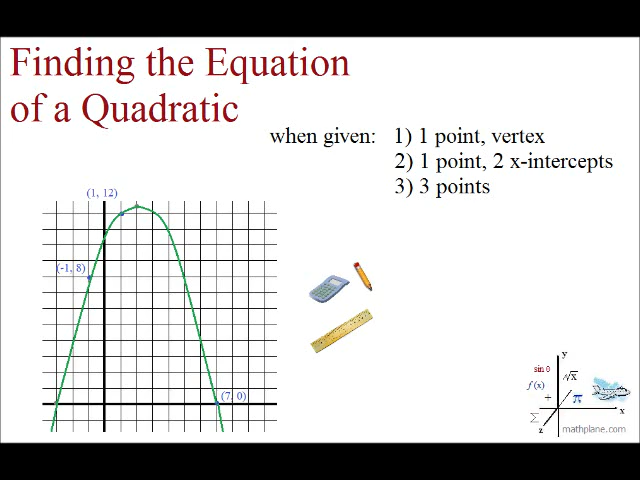 Finding the Equation
of a Quadratic
when given: 1) 1 point, vertex
2) 1 point, 2 x-intercepts
3) 3 points
(1, 12)
(-1, 8)
(7, 0)
y
sin θ
√x
f(x)
+
π
x
Σ
z
mathplane.com